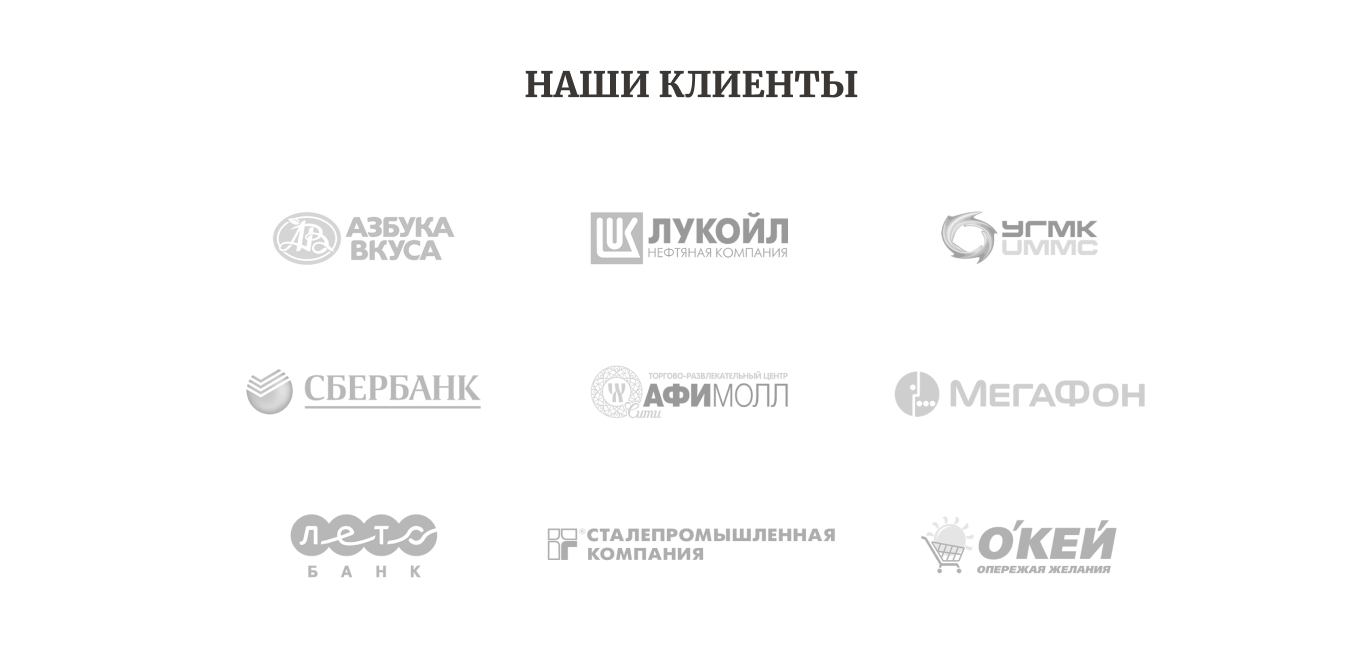 НАШИ КЛИЕНТЫ
АЗБУКА
ВКУСА
ЛУКОЙЛ
НЕФТЯНАЯ КОМПАНИЯ
УГМК
UMMC
СБЕРБАНК
ТОРГОВО-РАЗВЛЕКАТЕЛЬНЫЙ ЦЕНТР
АФИМОЛЛ
Сити
МЕГАФОН
лето
БАНК
® СТАЛЕПРОМЫШЛЕННАЯ
КОМПАНИЯ
О'КЕЙ
ОПЕРЕЖАЯ ЖЕЛАНИЯ